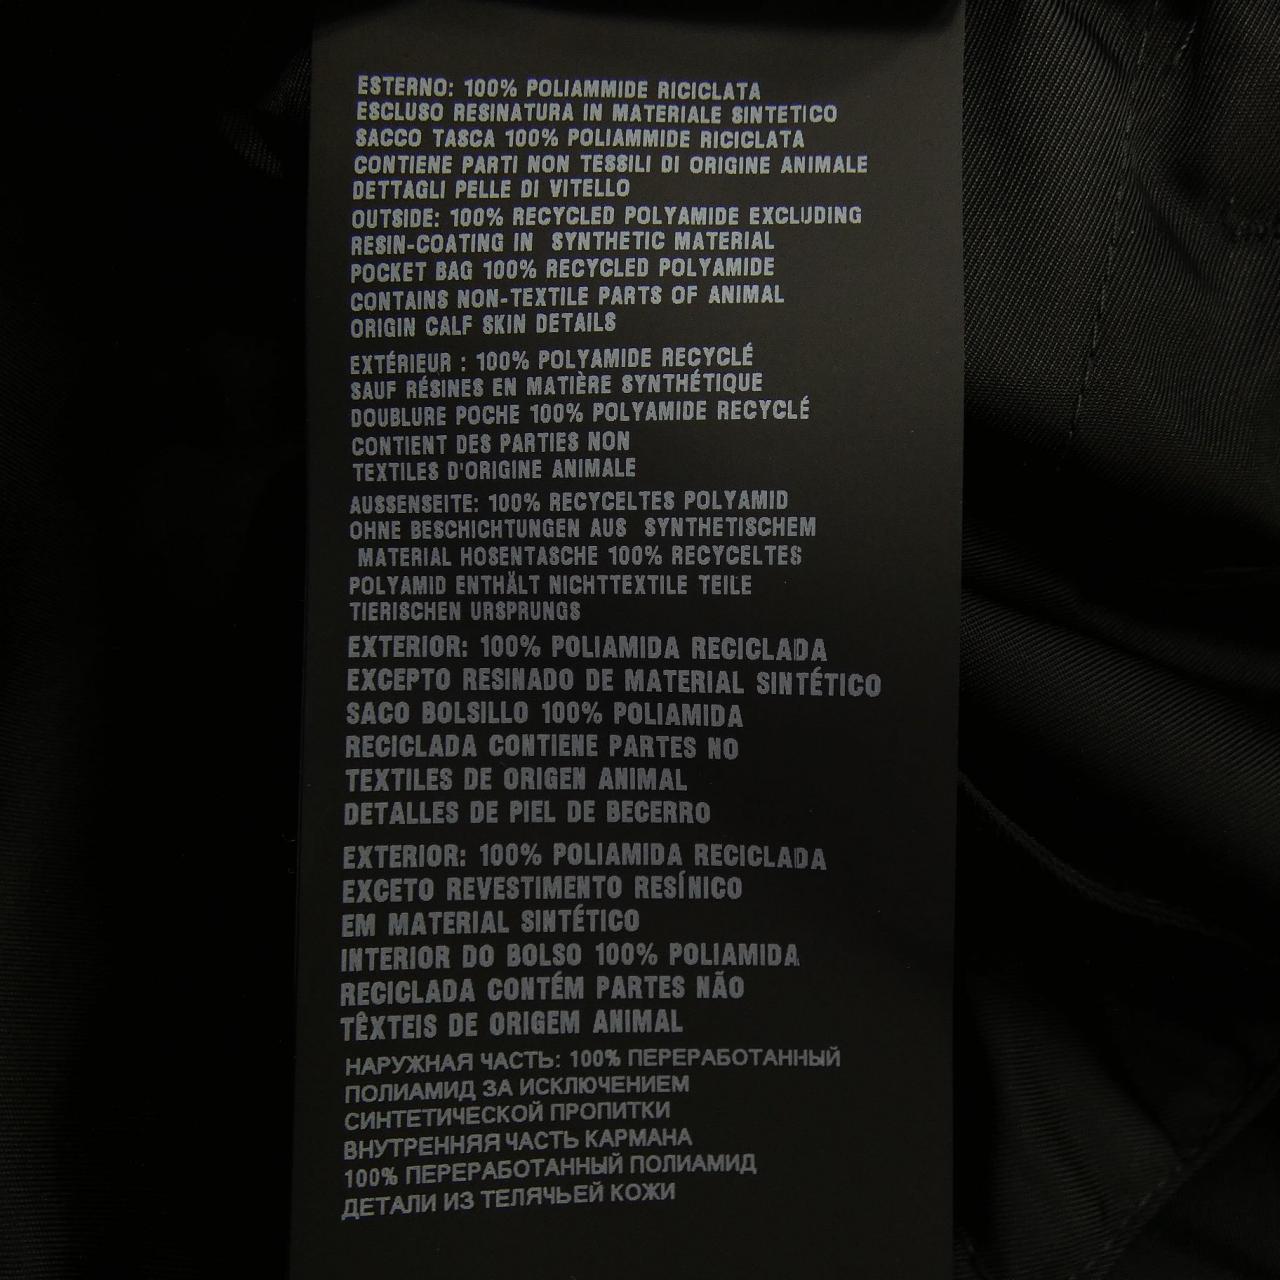 ESTERNO: 100% POLIAMMIDE RICICLATA
ESCLUSO RESINATURA IN MATERIALE SINTETICO
SACCO TASCA 100% POLIAMMIDE RICICLATA
CONTIENE PARTI NON TESSILI DI ORIGINE ANIMALE
DETTAGLI PELLE DI VITELLO
OUTSIDE: 100% RECYCLED POLYAMIDE EXCLUDING
RESIN-COATING IN SYNTHETIC MATERIAL
POCKET BAG 100% RECYCLED POLYAMIDE
CONTAINS NON-TEXTILE PARTS OF ANIMAL
ORIGIN CALF SKIN DETAILS
EXTÉRIEUR : 100% POLYAMIDE RECYCLÉ
SAUF RÉSINES EN MATIÈRE SYNTHÉTIQUE
DOUBLURE POCHE 100% POLYAMIDE RECYCLÉ
CONTIENT DES PARTIES NON
TEXTILES D'ORIGINE ANIMALE
AUSSENSEITE: 100% RECYCELTES POLYAMID
OHNE BESCHICHTUNGEN AUS SYNTHETISCHEM
MATERIAL HOSENTASCHE 100% RECYCELTES
POLYAMID ENTHÄLT NICHTTEXTILE TEILE
TIERISCHEN URSPRUNGS
EXTERIOR: 100% POLIAMIDA RECICLADA
EXCEPTO RESINADO DE MATERIAL SINTÉTICO
SACO BOLSILLO 100% POLIAMIDA
RECICLADA CONTIENE PARTES NO
TEXTILES DE ORIGEN ANIMAL
DETALLES DE PIEL DE BECERRO
EXTERIOR: 100% POLIAMIDA RECICLADA
EXCETO REVESTIMENTO RESÍNICO
EM MATERIAL SINTÉTICO
INTERIOR DO BOLSO 100% POLIAMIDA
RECICLADA CONTÉM PARTES NÃO
TÊXTEIS DE ORIGEM ANIMAL
НАРУЖНАЯ ЧАСТЬ: 100% ПЕРЕРАБОТАННЫЙ
ПОЛИАМИД ЗА ИСКЛЮЧЕНИЕМ
СИНТЕТИЧЕСКОЙ ПРОПИТКИ
ВНУТРЕННЯЯ ЧАСТЬ КАРМАНА
100% ПЕРЕРАБОТАННЫЙ ПОЛИАМИД
ДЕТАЛИ ИЗ ТЕЛЯЧЬЕЙ КОЖИ